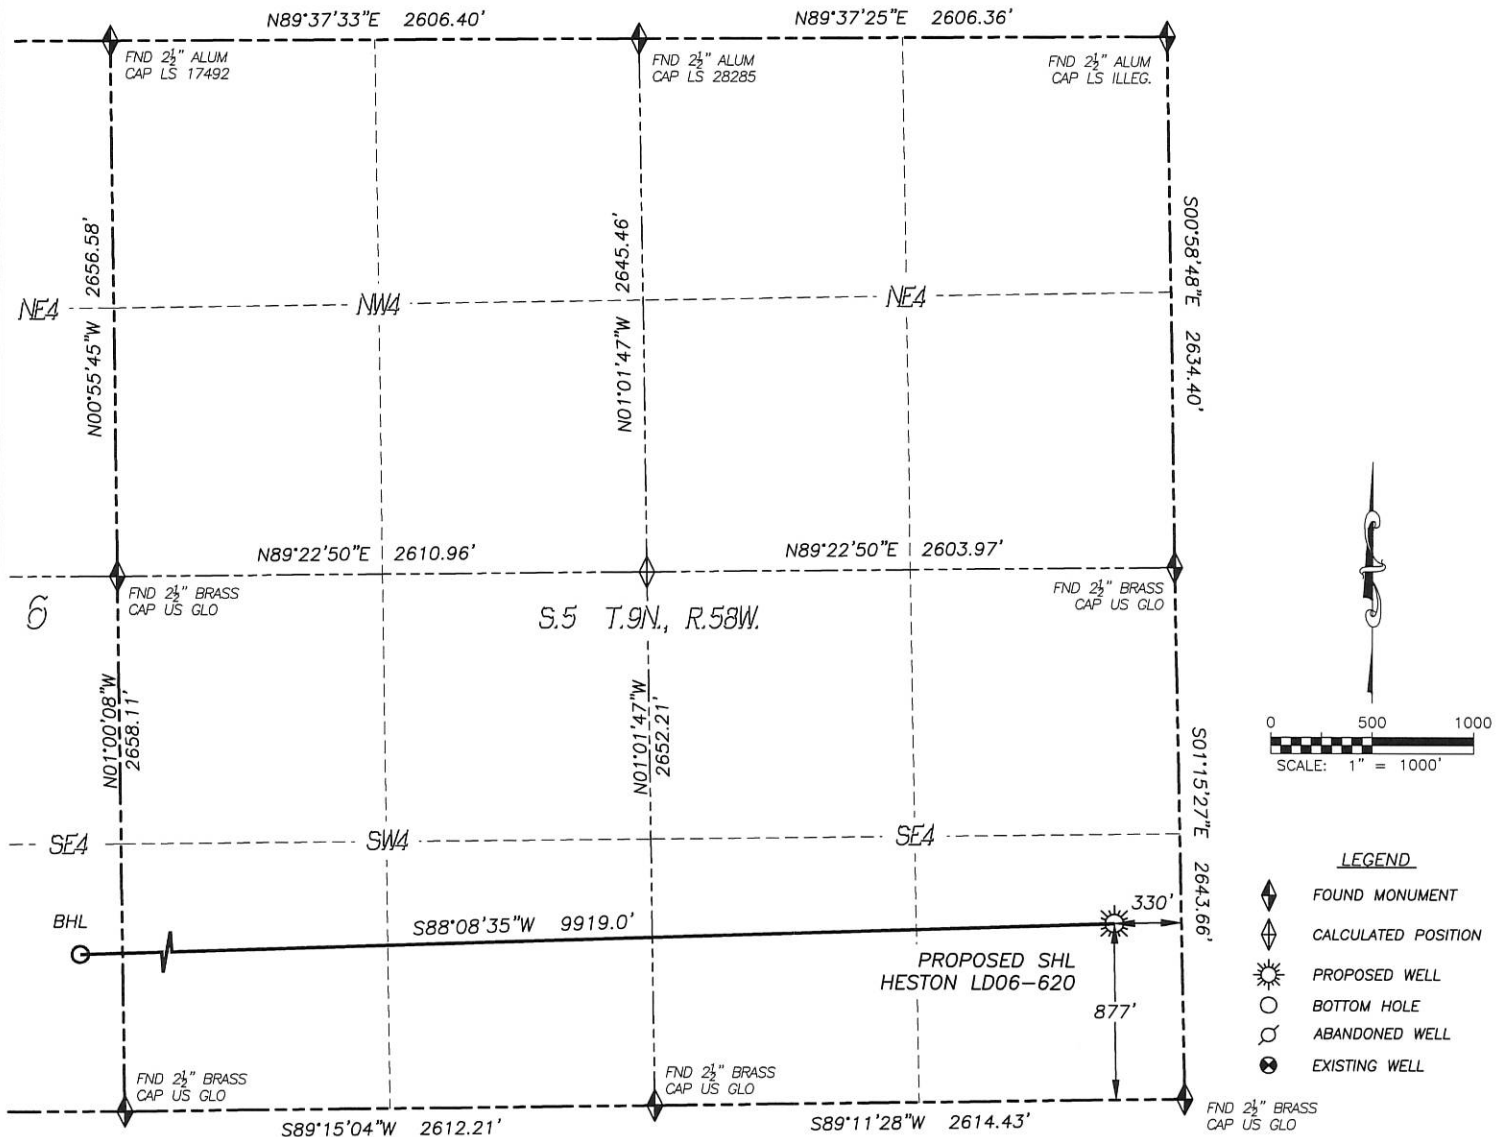 N89°37'33"E 2606.40'
N89°37'25"E 2606.36'
FND 2½" ALUM
CAP LS 17492
FND 2½" ALUM
CAP LS 28285
FND 2½" ALUM
CAP LS ILLEG.
N00°55'45"W 2656.58'
N01°01'47"W 2645.46'
S00°58'48"E 2634.40'
NE4
NW4
NE4
N89°22'50"E 2610.96'
N89°22'50"E 2603.97'
FND 2½" BRASS
CAP US GLO
FND 2½" BRASS
CAP US GLO
6
S.5 T.9N., R.58W.
N01°00'08"W
2658.11'
N01°01'47"W
2652.21'
S01°15'27"E 2643.66'
0 500 1000
SCALE: 1" = 1000'
SE4
SW4
SE4
BHL
S88°08'35"W 9919.0'
330'
PROPOSED SHL
HESTON LD06-620
877'
LEGEND
FOUND MONUMENT
CALCULATED POSITION
PROPOSED WELL
BOTTOM HOLE
ABANDONED WELL
EXISTING WELL
FND 2½" BRASS
CAP US GLO
FND 2½" BRASS
CAP US GLO
FND 2½" BRASS
CAP US GLO
S89°15'04"W 2612.21'
S89°11'28"W 2614.43'